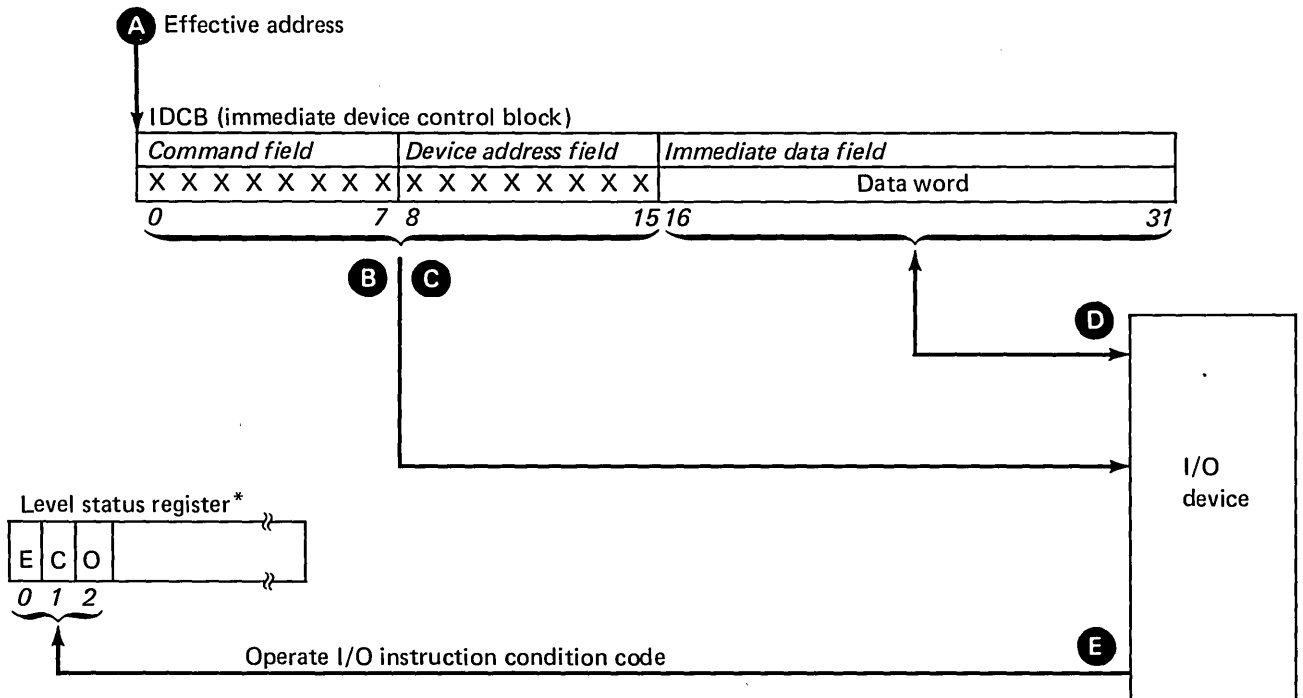 A Effective address
IDCB (immediate device control block)
Command field Device address field Immediate data field
X X X X X X X X X X X X X X X X Data word
0 7 8 15 16 31
B C
D
I/O
device
Level status register*
E C O
0 1 2
E
Operate I/O instruction condition code